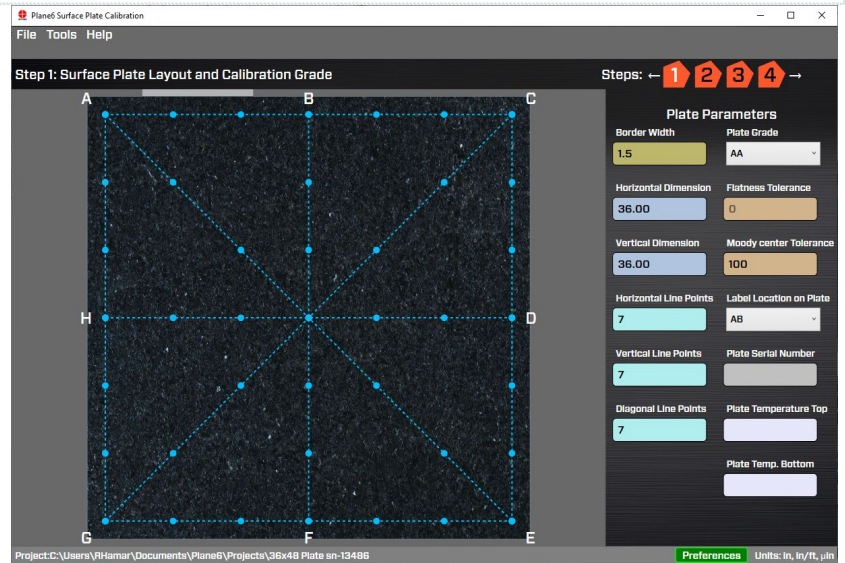 Plane6 Surface Plate Calibration
File Tools Help
Step 1: Surface Plate Layout and Calibration Grade
Steps: ← 1 2 3 4 →
A B C
H D
G F E
Plate Parameters
Border Width Plate Grade
1.5 AA
Horizontal Dimension Flatness Tolerance
36.00 0
Vertical Dimension Moody center Tolerance
36.00 100
Horizontal Line Points Label Location on Plate
7 AB
Vertical Line Points Plate Serial Number
7
Diagonal Line Points Plate Temperature Top
7
Plate Temp. Bottom
Project:C:\Users\RHamar\Documents\Plane6\Projects\36x48 Plate sn-13486
Preferences Units: in, in/ft, µin